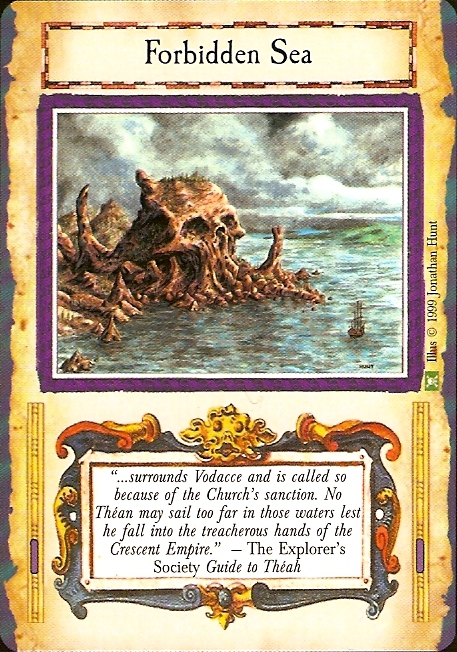 Forbidden Sea
Illus © 1999 Jonathan Hunt
HUNT
"...surrounds Vodacce and is called so
because of the Church's sanction. No
Théan may sail too far in those waters lest
he fall into the treacherous hands of the
Crescent Empire." – The Explorer's
Society Guide to Théah